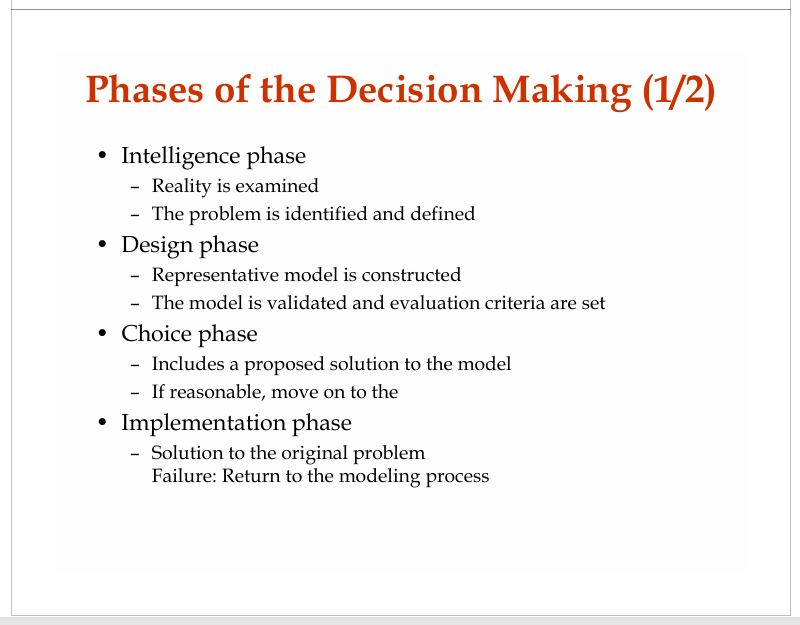 Phases of the Decision Making (1/2)
• Intelligence phase
– Reality is examined
– The problem is identified and defined
• Design phase
– Representative model is constructed
– The model is validated and evaluation criteria are set
• Choice phase
– Includes a proposed solution to the model
– If reasonable, move on to the
• Implementation phase
– Solution to the original problem
Failure: Return to the modeling process